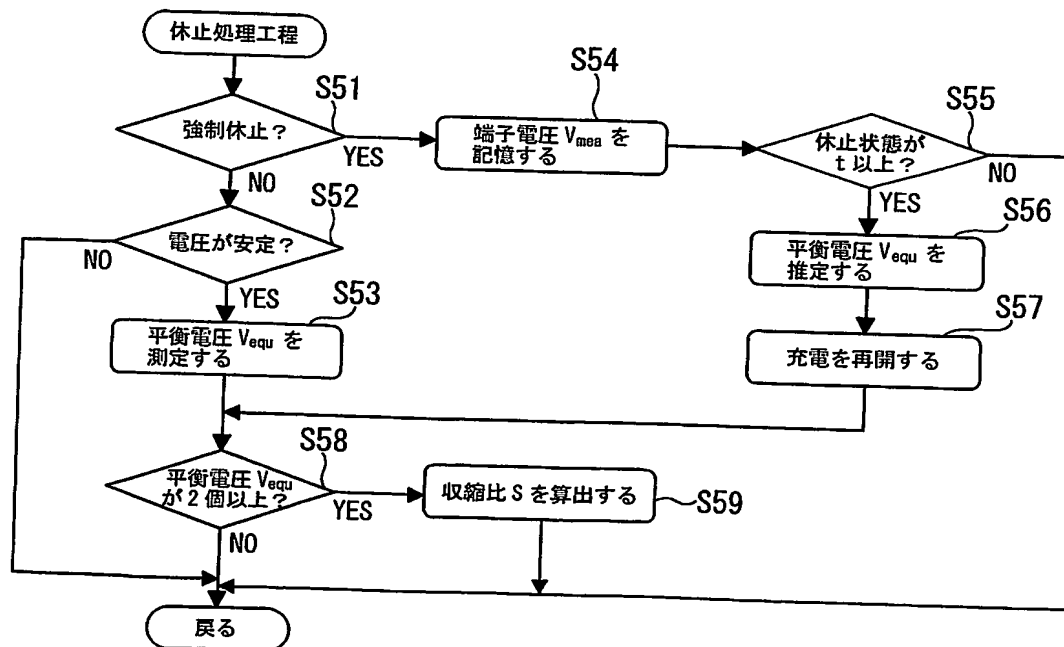 休止処理工程
S51
強制休止?
YES
NO
S54
端子電圧 Vmea を
記憶する
S55
休止状態が
t 以上?
NO
YES
S52
電圧が安定?
NO
YES
S56
平衡電圧 Vequ を
推定する
S53
平衡電圧 Vequ を
測定する
S57
充電を再開する
S58
平衡電圧 Vequ
が 2 個以上?
YES
NO
収縮比 S を算出する
S59
戻る